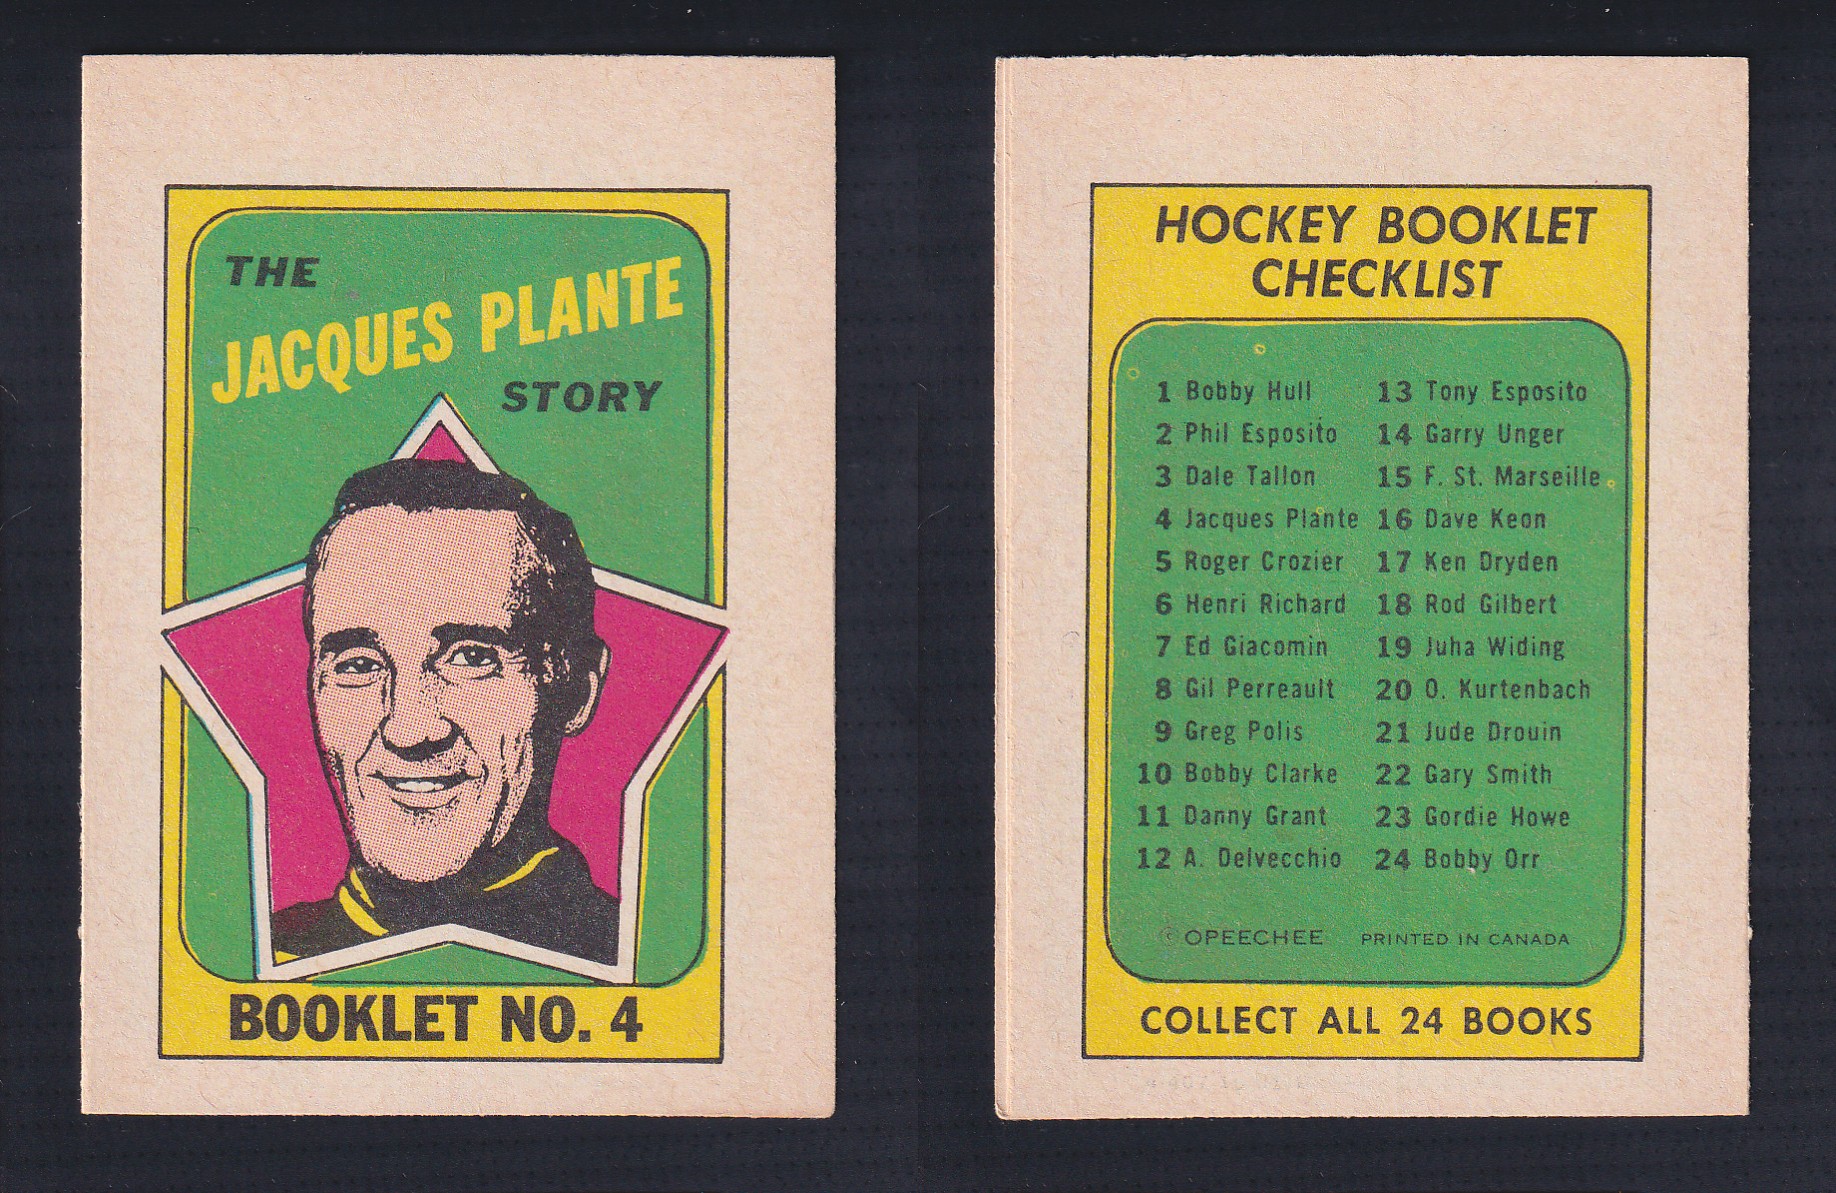 THE
JACQUES PLANTE
STORY
BOOKLET NO. 4
HOCKEY BOOKLET
CHECKLIST
1 Bobby Hull
2 Phil Esposito
3 Dale Tallon
4 Jacques Plante
5 Roger Crozier
6 Henri Richard
7 Ed Giacomin
8 Gil Perreault
9 Greg Polis
10 Bobby Clarke
11 Danny Grant
12 A. Delvecchio
13 Tony Esposito
14 Garry Unger
15 F. St. Marseille
16 Dave Keon
17 Ken Dryden
18 Rod Gilbert
19 Juha Widing
20 O. Kurtenbach
21 Jude Drouin
22 Gary Smith
23 Gordie Howe
24 Bobby Orr
© OPEECHEE PRINTED IN CANADA
COLLECT ALL 24 BOOKS